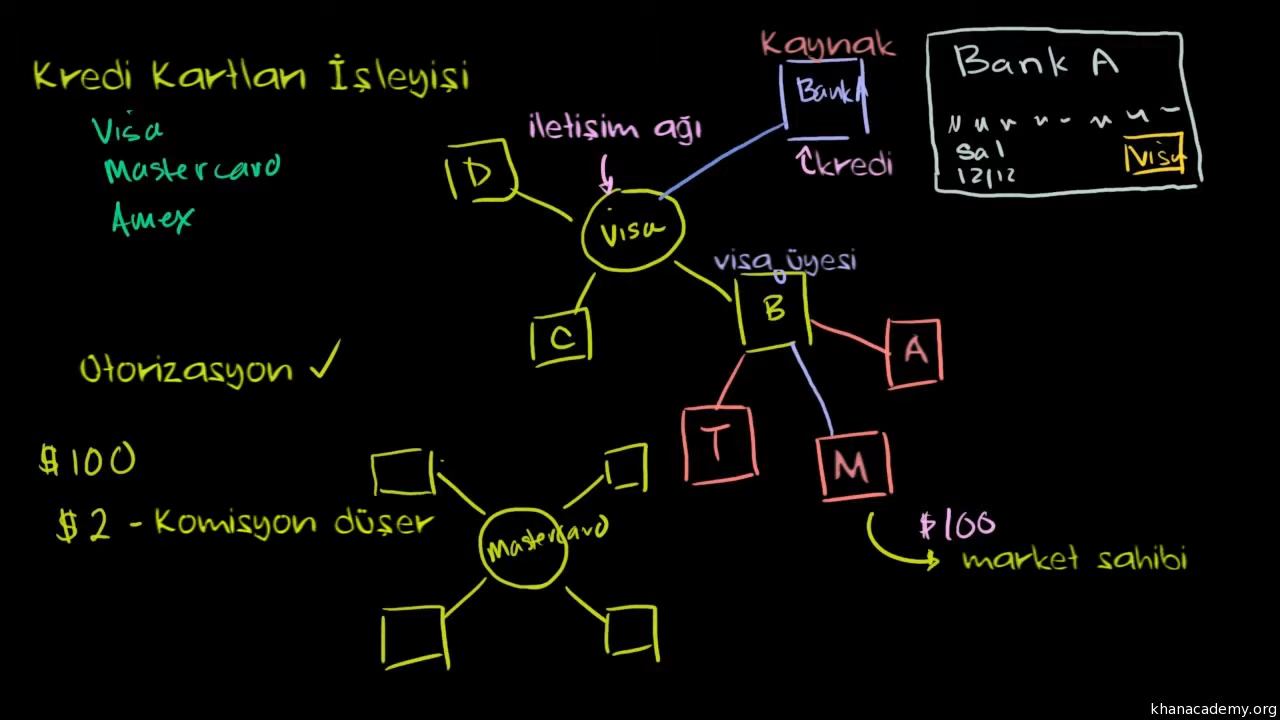 Kredi Kartları İşleyişi
Visa
Mastercard
Amex
Kaynak
Bank A
kredi
iletişim ağı
D
Visa
C
visa üyesi
B
A
T
M
Bank A
Sal
12/12
Visa
Otorizasyon ✓
$100
$2 - Komisyon düşer
Mastercard
$100
market sahibi
khanacademy.org